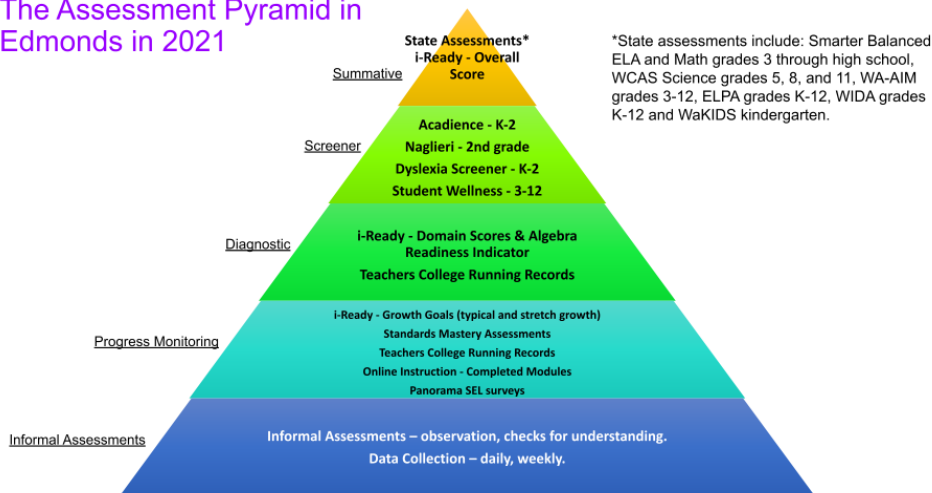 The Assessment Pyramid in
Edmonds in 2021
*State assessments include: Smarter Balanced
ELA and Math grades 3 through high school,
WCAS Science grades 5, 8, and 11, WA-AIM
grades 3-12, ELPA grades K-12, WIDA grades
K-12 and WaKIDS kindergarten.
Summative
State Assessments*
i-Ready - Overall
Score
Screener
Acadience - K-2
Naglieri - 2nd grade
Dyslexia Screener - K-2
Student Wellness - 3-12
Diagnostic
i-Ready - Domain Scores & Algebra
Readiness Indicator
Teachers College Running Records
Progress Monitoring
i-Ready - Growth Goals (typical and stretch growth)
Standards Mastery Assessments
Teachers College Running Records
Online Instruction - Completed Modules
Panorama SEL surveys
Informal Assessments
Informal Assessments – observation, checks for understanding.
Data Collection – daily, weekly.